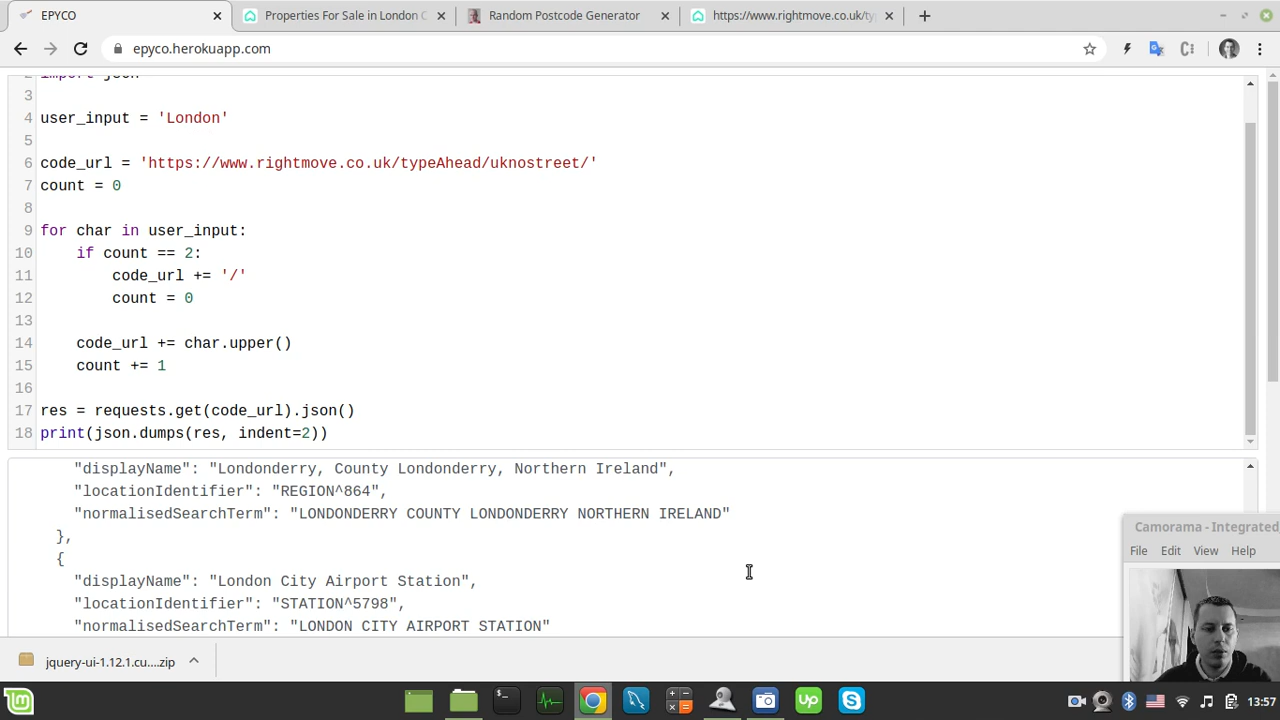 EPYCO
Properties For Sale in London C
Random Postcode Generator
https://www.rightmove.co.uk/ty
epyco.herokuapp.com
2 import json
3
4 user_input = 'London'
5
6 code_url = 'https://www.rightmove.co.uk/typeAhead/uknostreet/'
7 count = 0
8
9 for char in user_input:
10 if count == 2:
11 code_url += '/'
12 count = 0
13
14 code_url += char.upper()
15 count += 1
16
17 res = requests.get(code_url).json()
18 print(json.dumps(res, indent=2))
"displayName": "Londonderry, County Londonderry, Northern Ireland",
"locationIdentifier": "REGION^864",
"normalisedSearchTerm": "LONDONDERRY COUNTY LONDONDERRY NORTHERN IRELAND"
},
{
"displayName": "London City Airport Station",
"locationIdentifier": "STATION^5798",
"normalisedSearchTerm": "LONDON CITY AIRPORT STATION"
Camorama - Integrated
File Edit View Help
jquery-ui-1.12.1.cu....zip
13:57